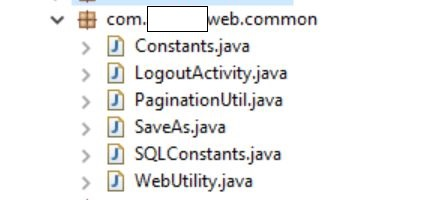 com. web.common
Constants.java
LogoutActivity.java
PaginationUtil.java
SaveAs.java
SQLConstants.java
WebUtility.java